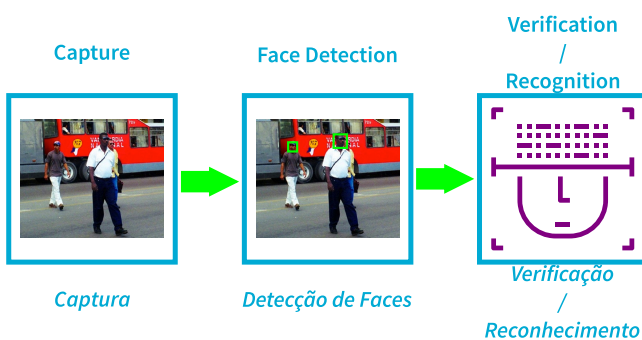 Capture
Face Detection
Verification
/
Recognition
Captura
Detecção de Faces
Verificação
/
Reconhecimento